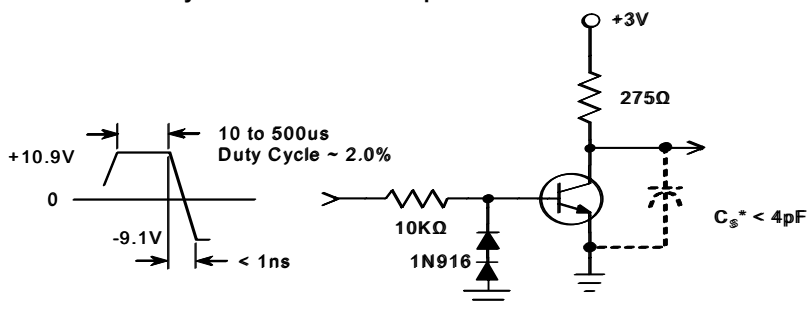 +3V
275Ω
10 to 500us
Duty Cycle ~ 2.0%
+10.9V
0
-9.1V
< 1ns
10KΩ
1N916
Cs* < 4pF